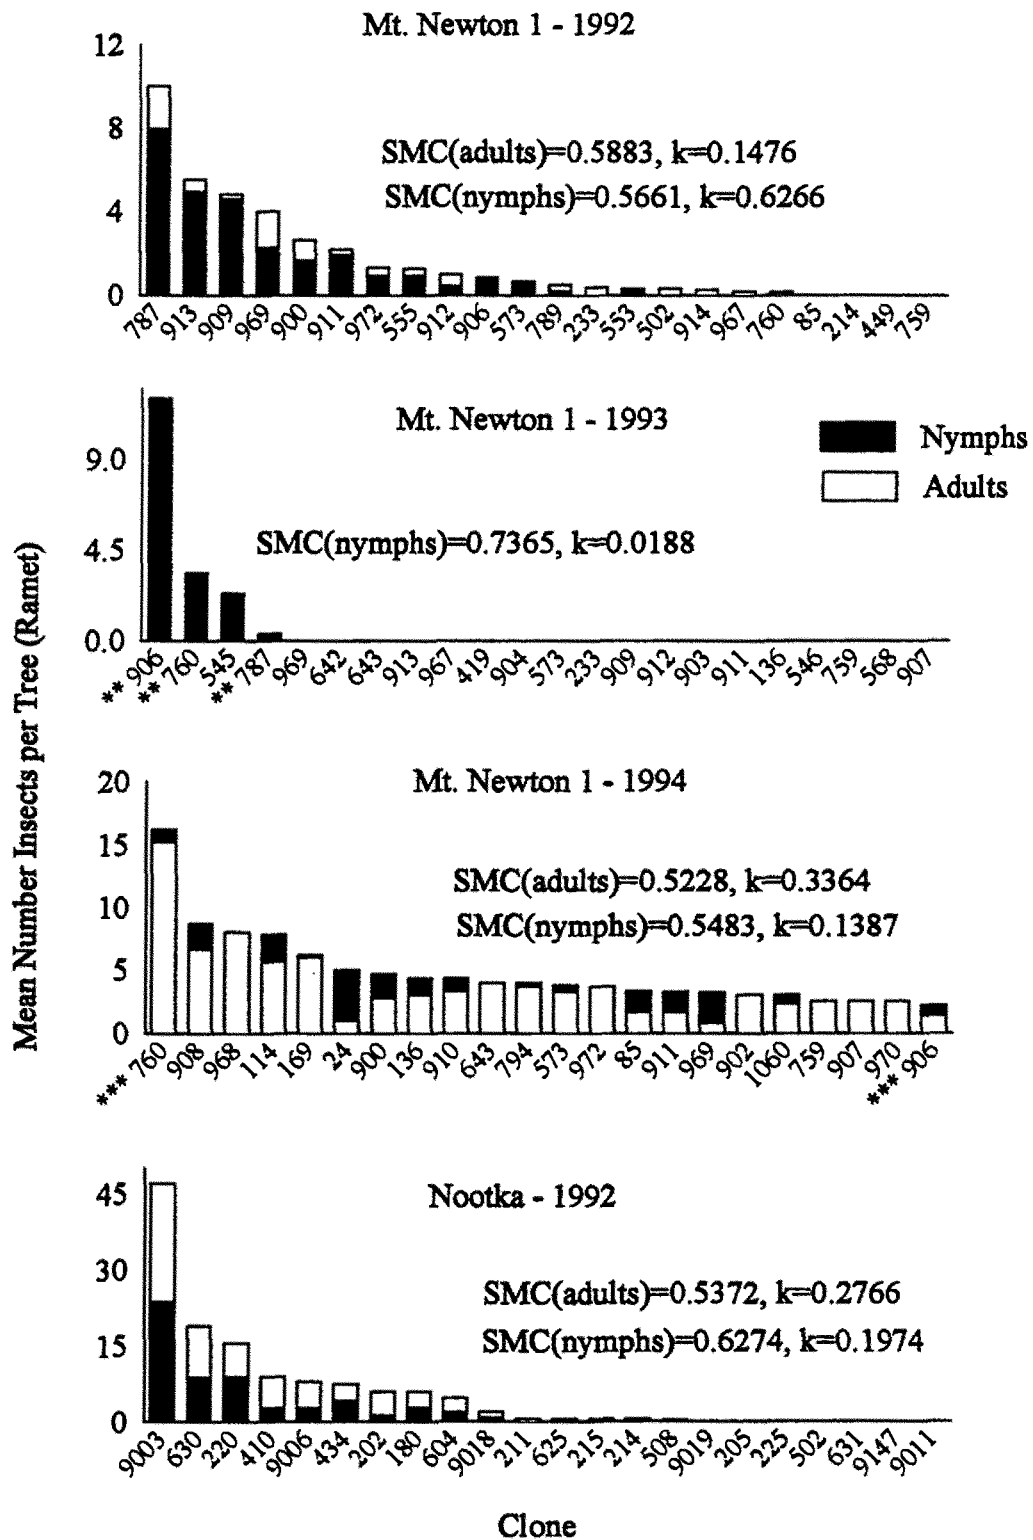 Mt. Newton 1 - 1992
12
8
4
0
SMC(adults)=0.5883, k=0.1476
SMC(nymphs)=0.5661, k=0.6266
787 913 909 969 900 911 972 555 912 906 573 789 233 553 502 914 967 760 85 214 449 759
Mt. Newton 1 - 1993
9.0
4.5
0.0
Nymphs
Adults
SMC(nymphs)=0.7365, k=0.0188
** 906 ** 760 545 ** 787 969 642 643 913 967 419 904 573 233 909 912 903 911 136 546 759 568 907
Mean Number Insects per Tree (Ramet)
Mt. Newton 1 - 1994
20
15
10
5
0
SMC(adults)=0.5228, k=0.3364
SMC(nymphs)=0.5483, k=0.1387
*** 760 908 968 114 169 24 900 136 910 643 794 573 972 85 9111 969 902 1060 759 907 970 *** 906
Nootka - 1992
45
30
15
0
SMC(adults)=0.5372, k=0.2766
SMC(nymphs)=0.6274, k=0.1974
9003 630 220 410 9006 434 202 180 604 9018 211 625 215 214 508 9019 205 225 502 631 9147 9011
Clone